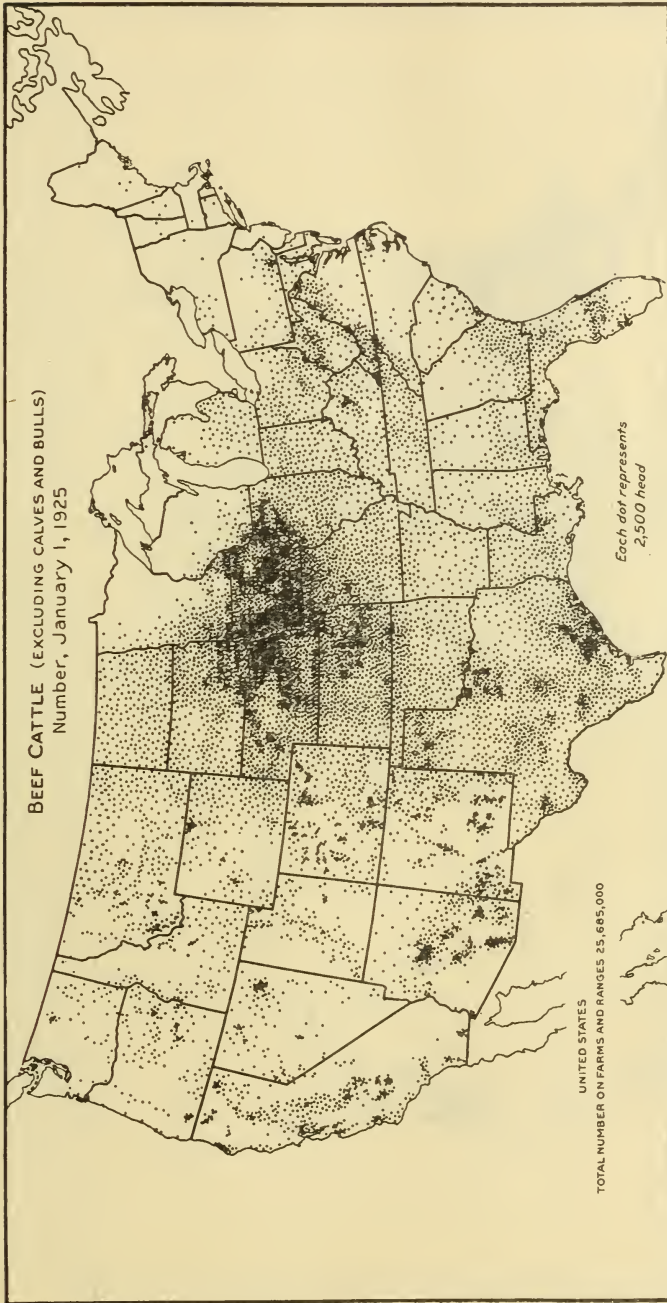 BEEF CATTLE (EXCLUDING CALVES AND BULLS)
Number, January 1, 1925
Each dot represents
2,500 head
UNITED STATES
TOTAL NUMBER ON FARMS AND RANGES 25,685,000